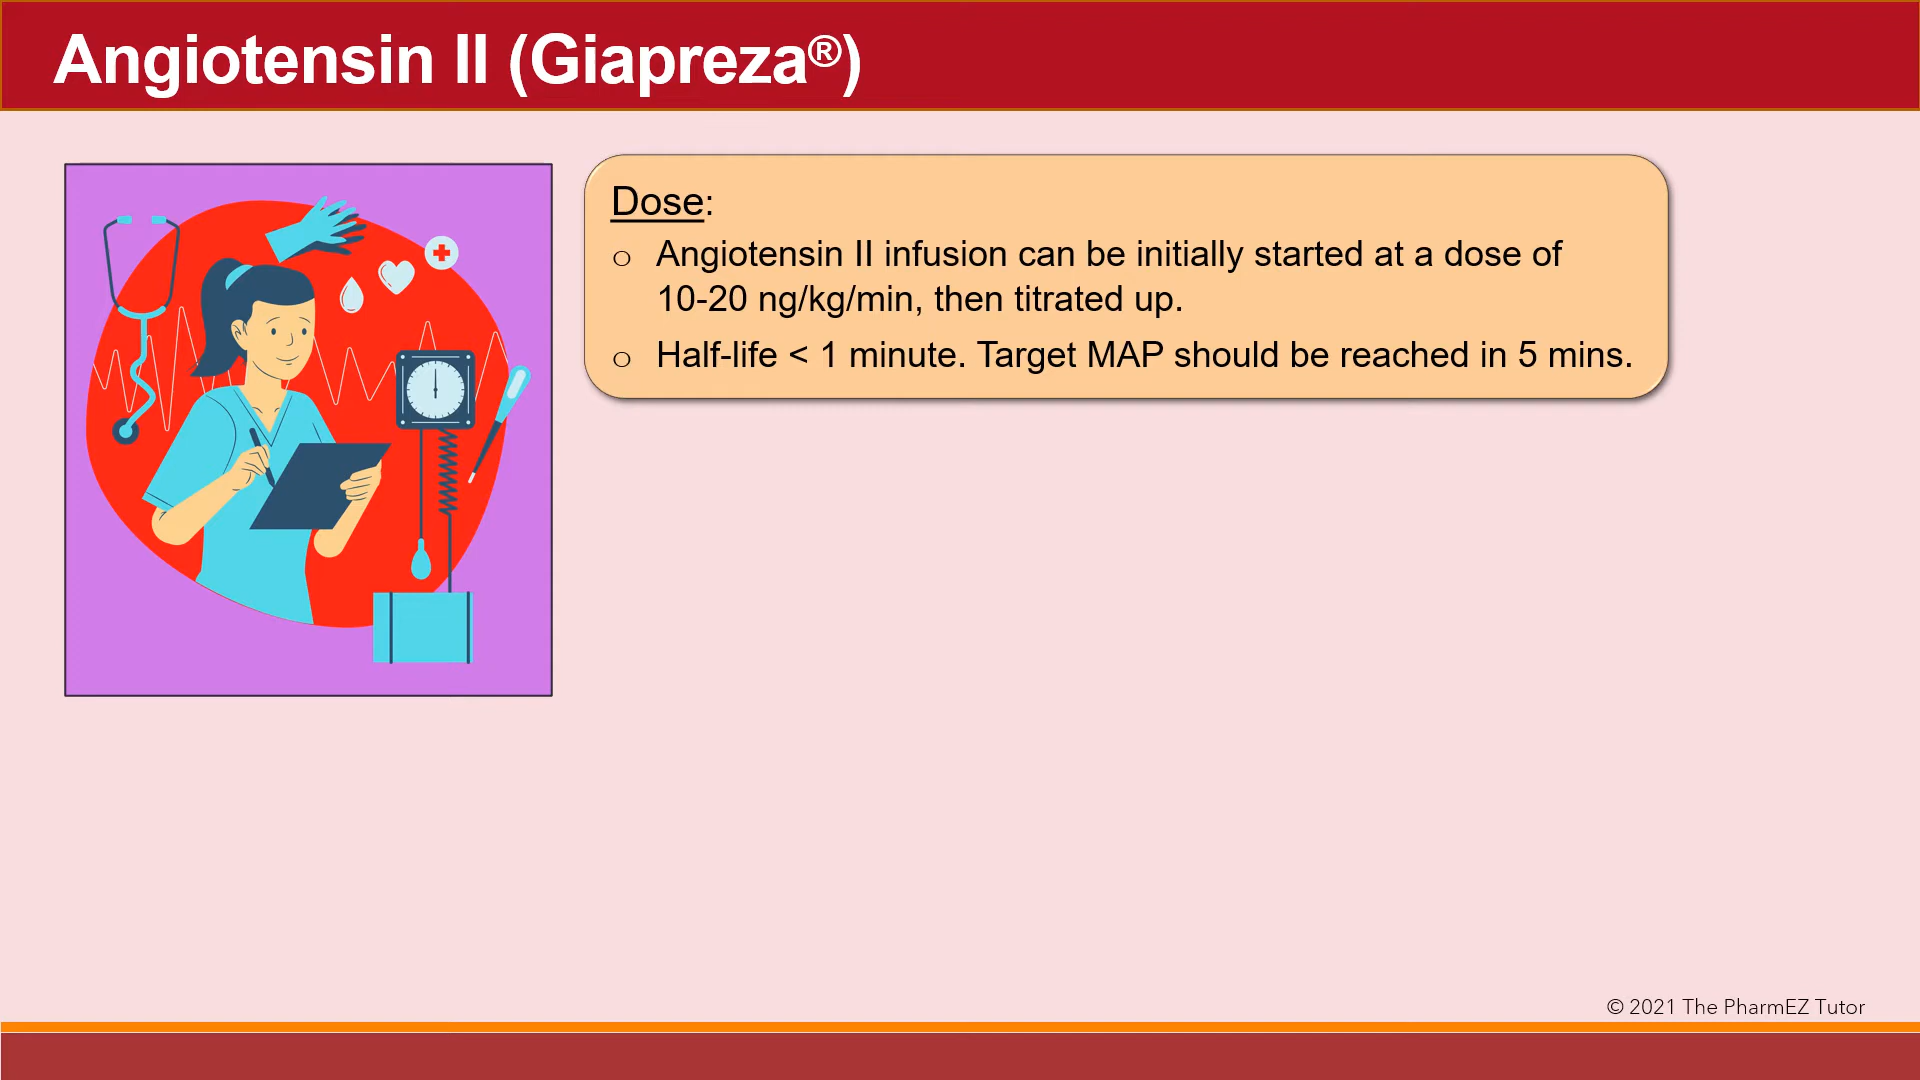 Angiotensin II (Giapreza®)
Dose:
o Angiotensin II infusion can be initially started at a dose of
10-20 ng/kg/min, then titrated up.
o Half-life < 1 minute. Target MAP should be reached in 5 mins.
© 2021 The PharmEZ Tutor